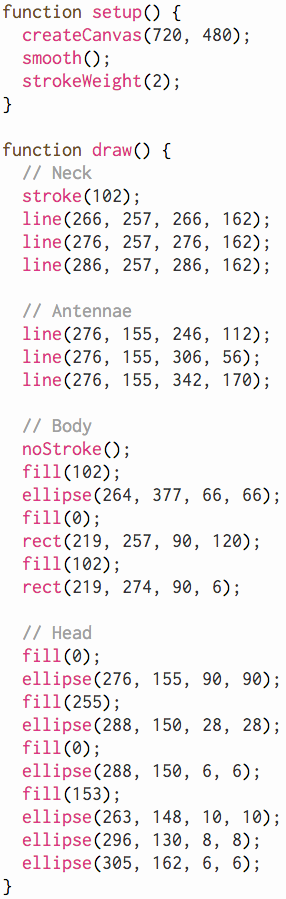 function setup() {
  createCanvas(720, 480);
  smooth();
  strokeWeight(2);
}

function draw() {
  // Neck
  stroke(102);
  line(266, 257, 266, 162);
  line(276, 257, 276, 162);
  line(286, 257, 286, 162);

  // Antennae
  line(276, 155, 246, 112);
  line(276, 155, 306, 56);
  line(276, 155, 342, 170);

  // Body
  noStroke();
  fill(102);
  ellipse(264, 377, 66, 66);
  fill(0);
  rect(219, 257, 90, 120);
  fill(102);
  rect(219, 274, 90, 6);

  // Head
  fill(0);
  ellipse(276, 155, 90, 90);
  fill(255);
  ellipse(288, 150, 28, 28);
  fill(0);
  ellipse(288, 150, 6, 6);
  fill(153);
  ellipse(263, 148, 10, 10);
  ellipse(296, 130, 8, 8);
  ellipse(305, 162, 6, 6);
}